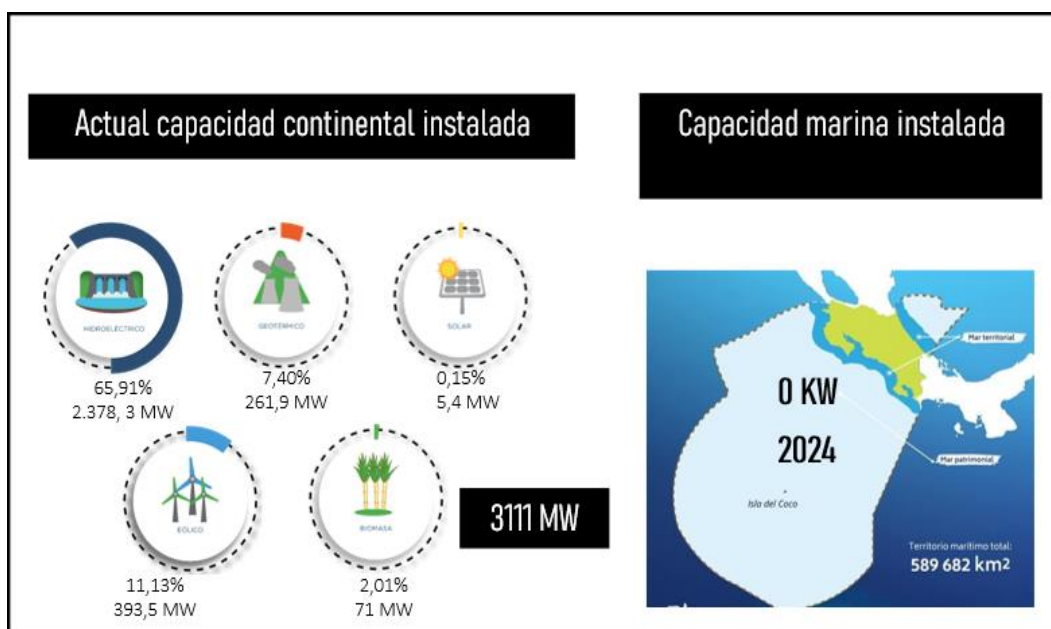 Actual capacidad continental instalada
Capacidad marina instalada
HIDROELÉCTRICO
65,91%
2.378, 3 MW
GEOTÉRMICO
7,40%
261,9 MW
SOLAR
0,15%
5,4 MW
EÓLICO
11,13%
393,5 MW
BIOMASA
2,01%
71 MW
3111 MW
Mar territorial
0 KW
2024
Mar patrimonial
Isla del Coco
Territorio marítimo total:
589 682 km²